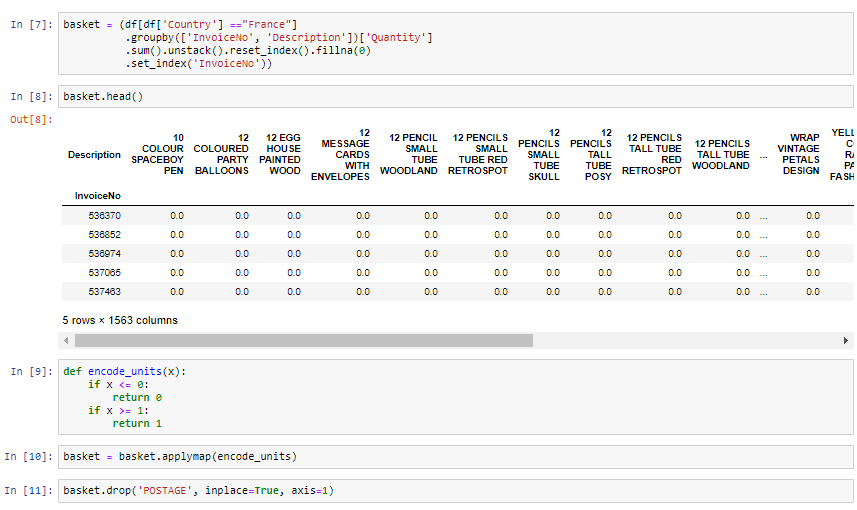 In [7]: basket = (df[df['Country'] =="France"]
.groupby(['InvoiceNo', 'Description'])['Quantity']
.sum().unstack().reset_index().fillna(0)
.set_index('InvoiceNo'))
In [8]: basket.head()
Out[8]:
Description 10 COLOUR SPACEBOY PEN 12 COLOURED PARTY BALLOONS 12 EGG HOUSE PAINTED WOOD 12 MESSAGE CARDS WITH ENVELOPES 12 PENCIL SMALL TUBE WOODLAND 12 PENCILS SMALL TUBE RED RETROSPOT 12 PENCILS SMALL TUBE SKULL 12 PENCILS TALL TUBE POSY 12 PENCILS TALL TUBE RED RETROSPOT 12 PENCILS TALL TUBE WOODLAND ... WRAP VINTAGE PETALS DESIGN
InvoiceNo
536370 0.0 0.0 0.0 0.0 0.0 0.0 0.0 0.0 0.0 0.0 ... 0.0
536852 0.0 0.0 0.0 0.0 0.0 0.0 0.0 0.0 0.0 0.0 ... 0.0
536974 0.0 0.0 0.0 0.0 0.0 0.0 0.0 0.0 0.0 0.0 ... 0.0
537065 0.0 0.0 0.0 0.0 0.0 0.0 0.0 0.0 0.0 0.0 ... 0.0
537463 0.0 0.0 0.0 0.0 0.0 0.0 0.0 0.0 0.0 0.0 ... 0.0
5 rows × 1563 columns
In [9]: def encode_units(x):
if x <= 0:
return 0
if x >= 1:
return 1
In [10]: basket = basket.applymap(encode_units)
In [11]: basket.drop('POSTAGE', inplace=True, axis=1)